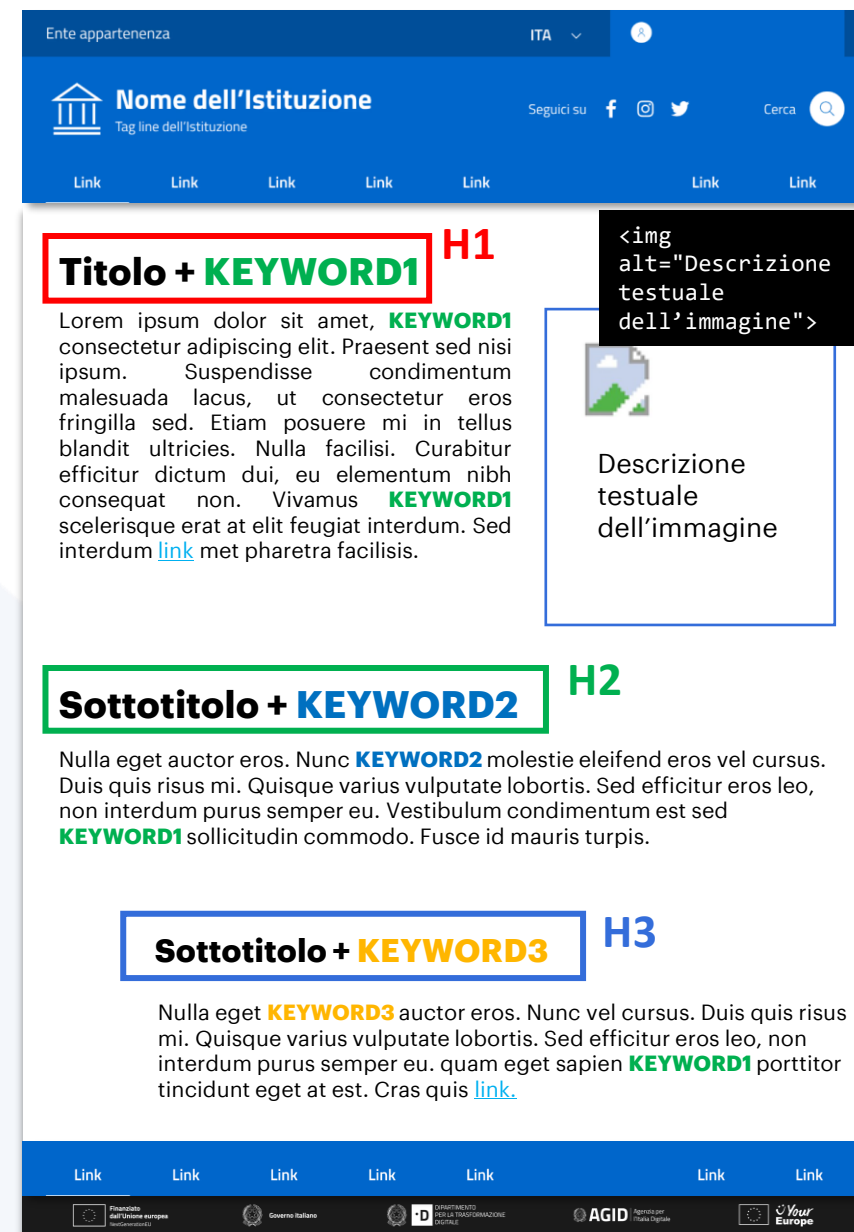 Ente appartenenza
ITA
Nome dell'Istituzione
Tag line dell'Istituzione
Seguici su
Cerca
Link Link Link Link Link Link Link
Titolo + KEYWORD1
H1
Lorem ipsum dolor sit amet, KEYWORD1
consectetur adipiscing elit. Praesent sed nisi
ipsum. Suspendisse condimentum
malesuada lacus, ut consectetur eros
fringilla sed. Etiam posuere mi in tellus
blandit ultricies. Nulla facilisi. Curabitur
efficitur dictum dui, eu elementum nibh
consequat non. Vivamus KEYWORD1
scelerisque erat at elit feugiat interdum. Sed
interdum link met pharetra facilisis.
<img
alt="Descrizione
testuale
dell’immagine">
Descrizione
testuale
dell’immagine
Sottotitolo + KEYWORD2
H2
Nulla eget auctor eros. Nunc KEYWORD2 molestie eleifend eros vel cursus.
Duis quis risus mi. Quisque varius vulputate lobortis. Sed efficitur eros leo,
non interdum purus semper eu. Vestibulum condimentum est sed
KEYWORD1 sollicitudin commodo. Fusce id mauris turpis.
Sottotitolo + KEYWORD3
H3
Nulla eget KEYWORD3 auctor eros. Nunc vel cursus. Duis quis risus
mi. Quisque varius vulputate lobortis. Sed efficitur eros leo, non
interdum purus semper eu. quam eget sapien KEYWORD1 porttitor
tincidunt eget at est. Cras quis link.
Link Link Link Link Link Link Link
Finanziato
dall'Unione europea
NextGenerationEU
Governo Italiano
D
DIPARTIMENTO
PER LA TRASFORMAZIONE
DIGITALE
AGID
Agenzia per
l'Italia Digitale
Your
Europe